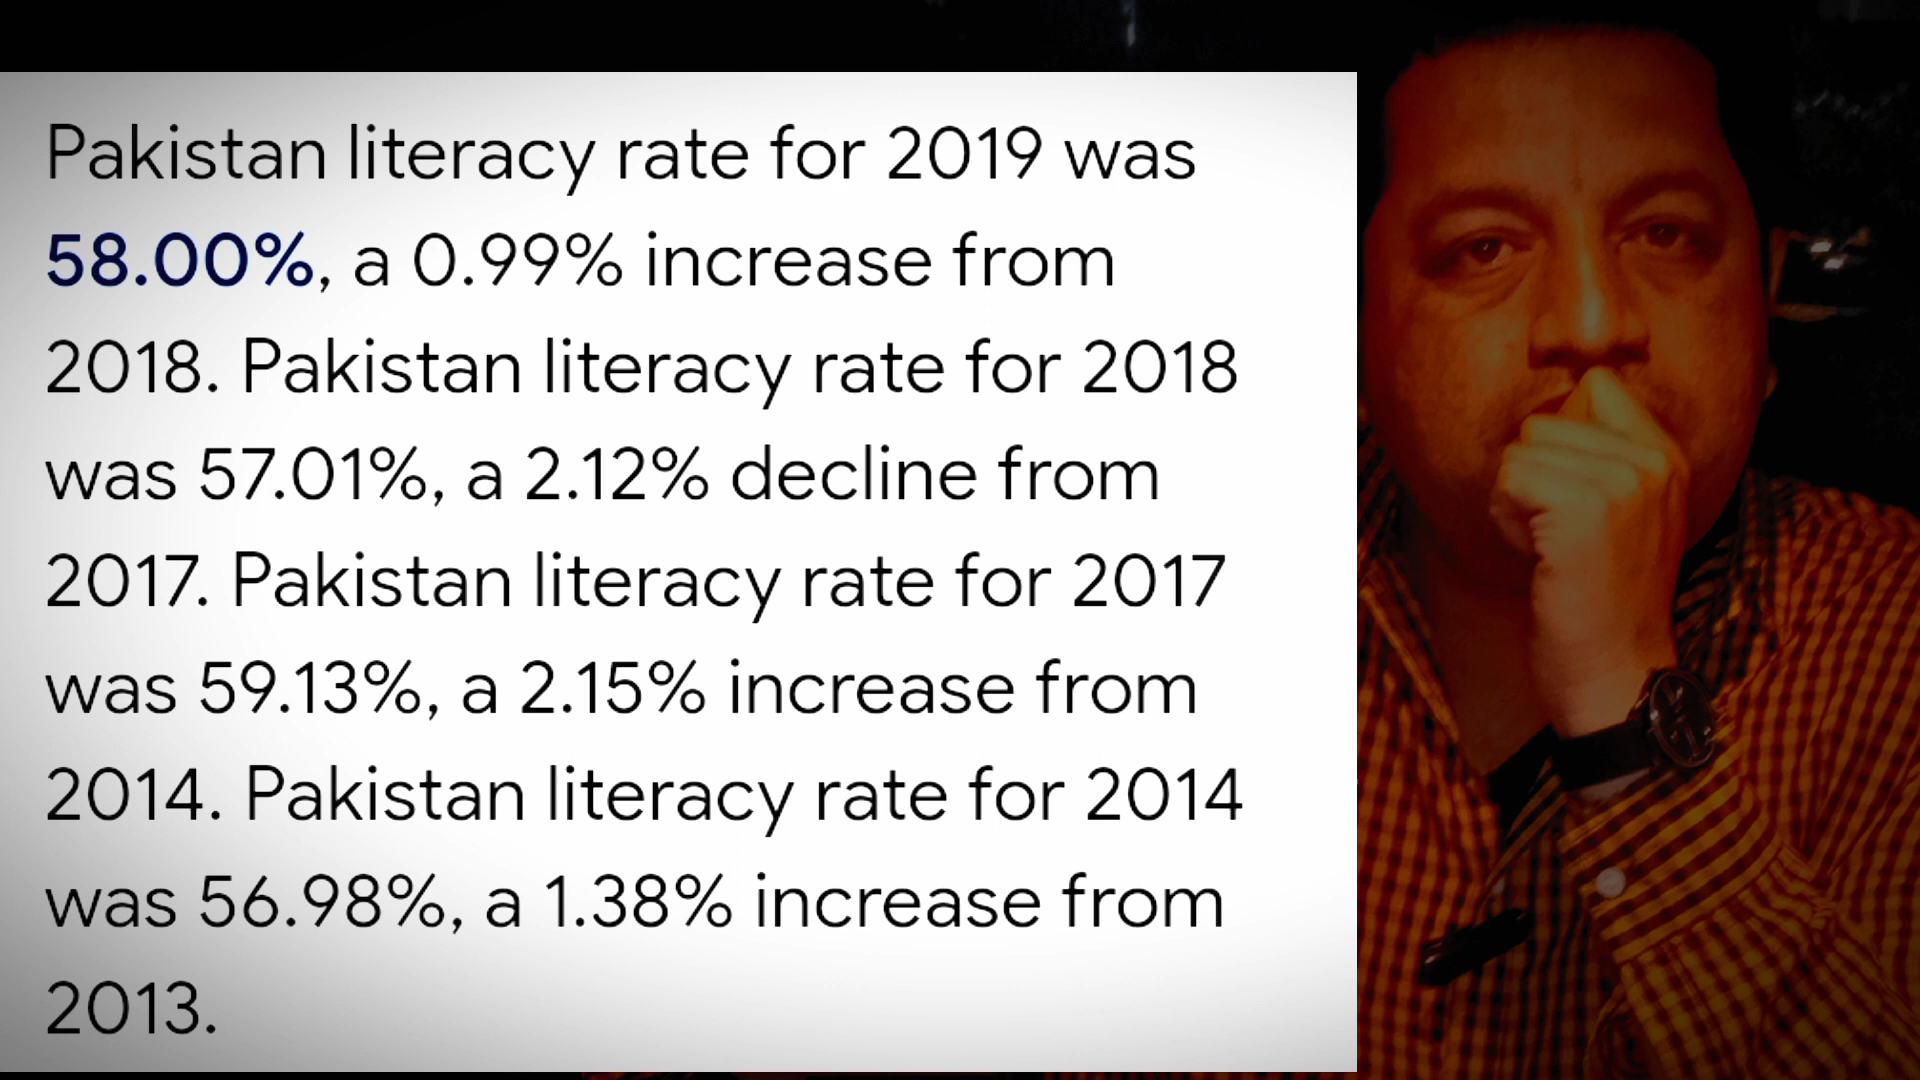 Pakistan literacy rate for 2019 was
58.00%, a 0.99% increase from
2018. Pakistan literacy rate for 2018
was 57.01%, a 2.12% decline from
2017. Pakistan literacy rate for 2017
was 59.13%, a 2.15% increase from
2014. Pakistan literacy rate for 2014
was 56.98%, a 1.38% increase from
2013.